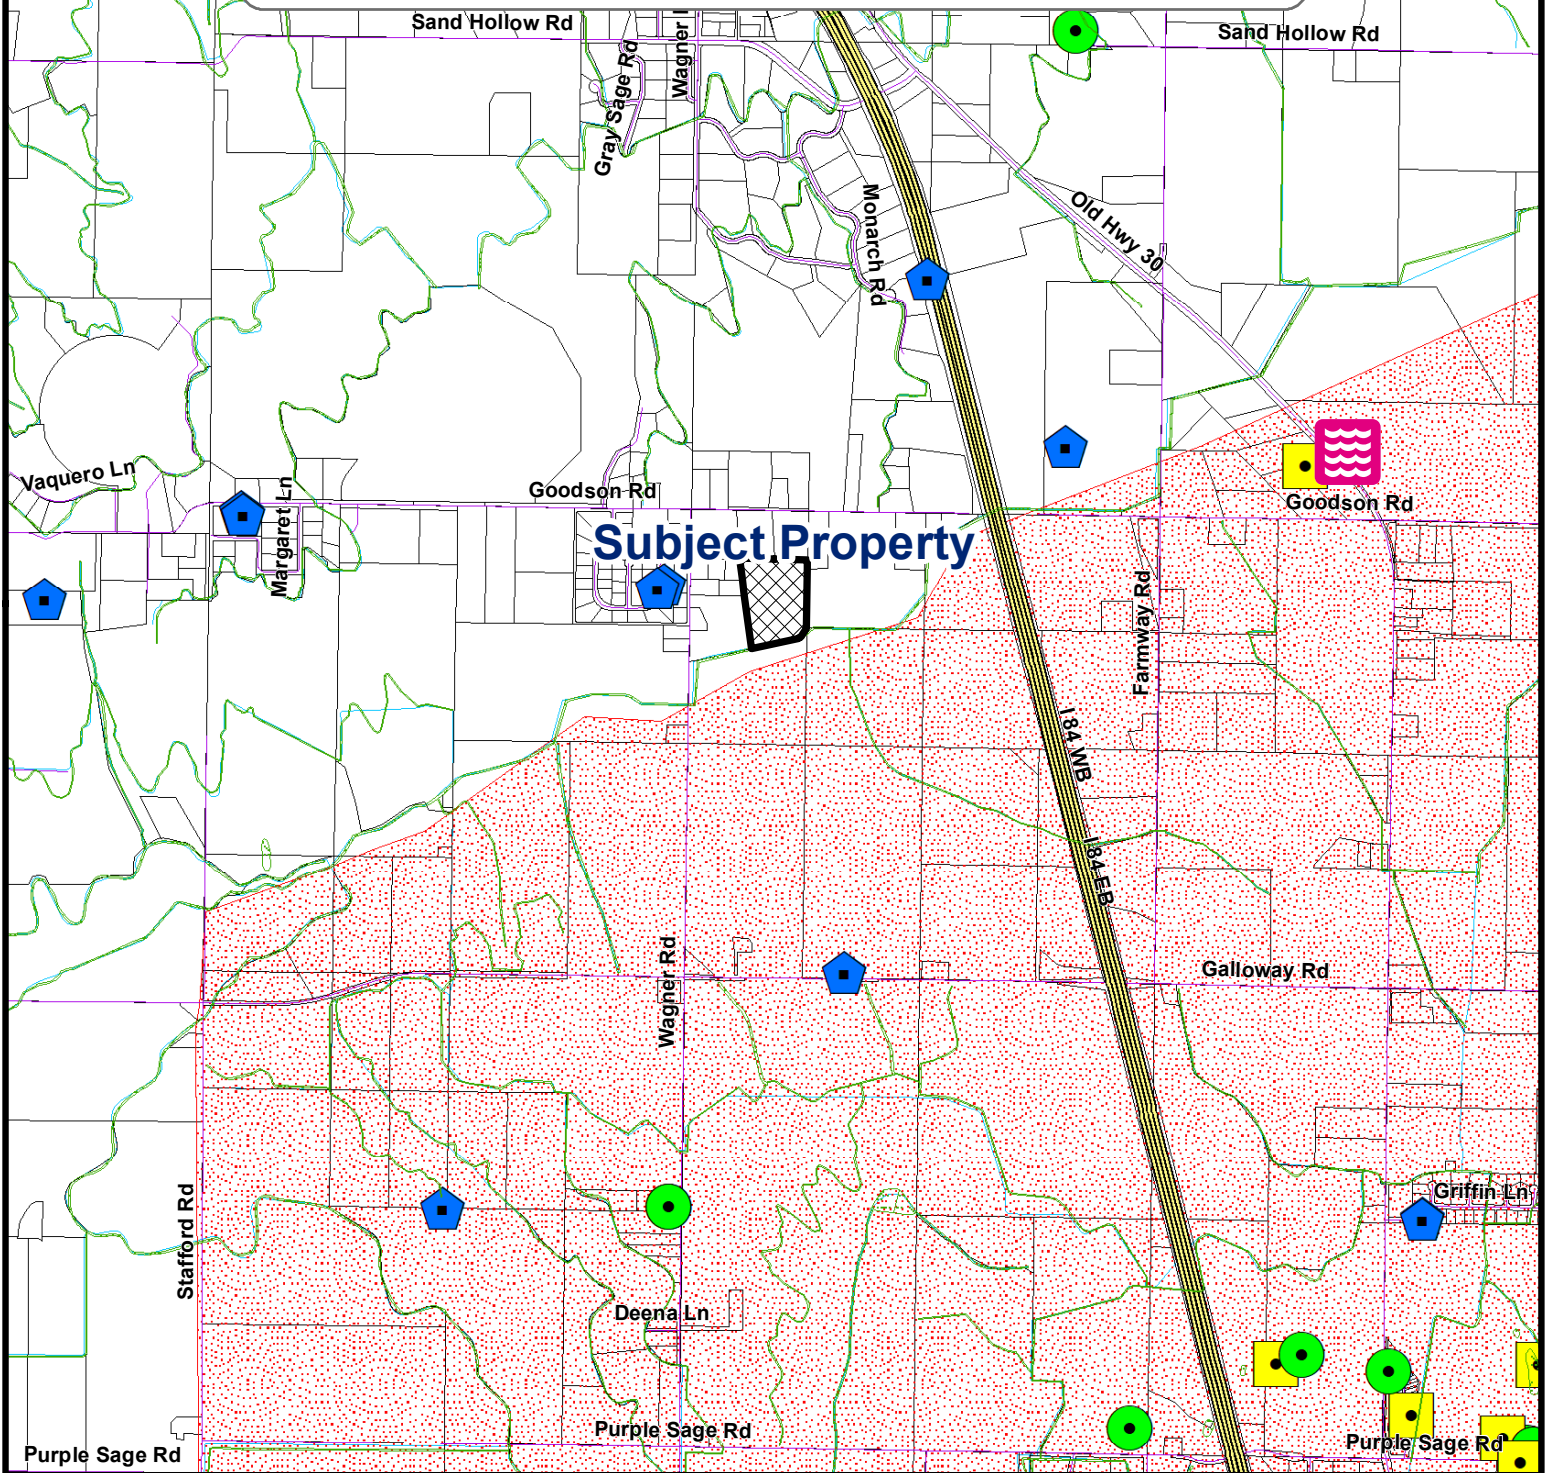 Sand Hollow Rd
Sand Hollow Rd
Gray Sage Rd
Wagner
Monarch Rd
Old Hwy 30
Vaquero Ln
Margaret Ln
Goodson Rd
Goodson Rd
Subject Property
Farmway Rd
I 84 WB
I 84 EB
Wagner Rd
Galloway Rd
Stafford Rd
Griffin Ln
Deena Ln
Purple Sage Rd
Purple Sage Rd
Purple Sage Rd